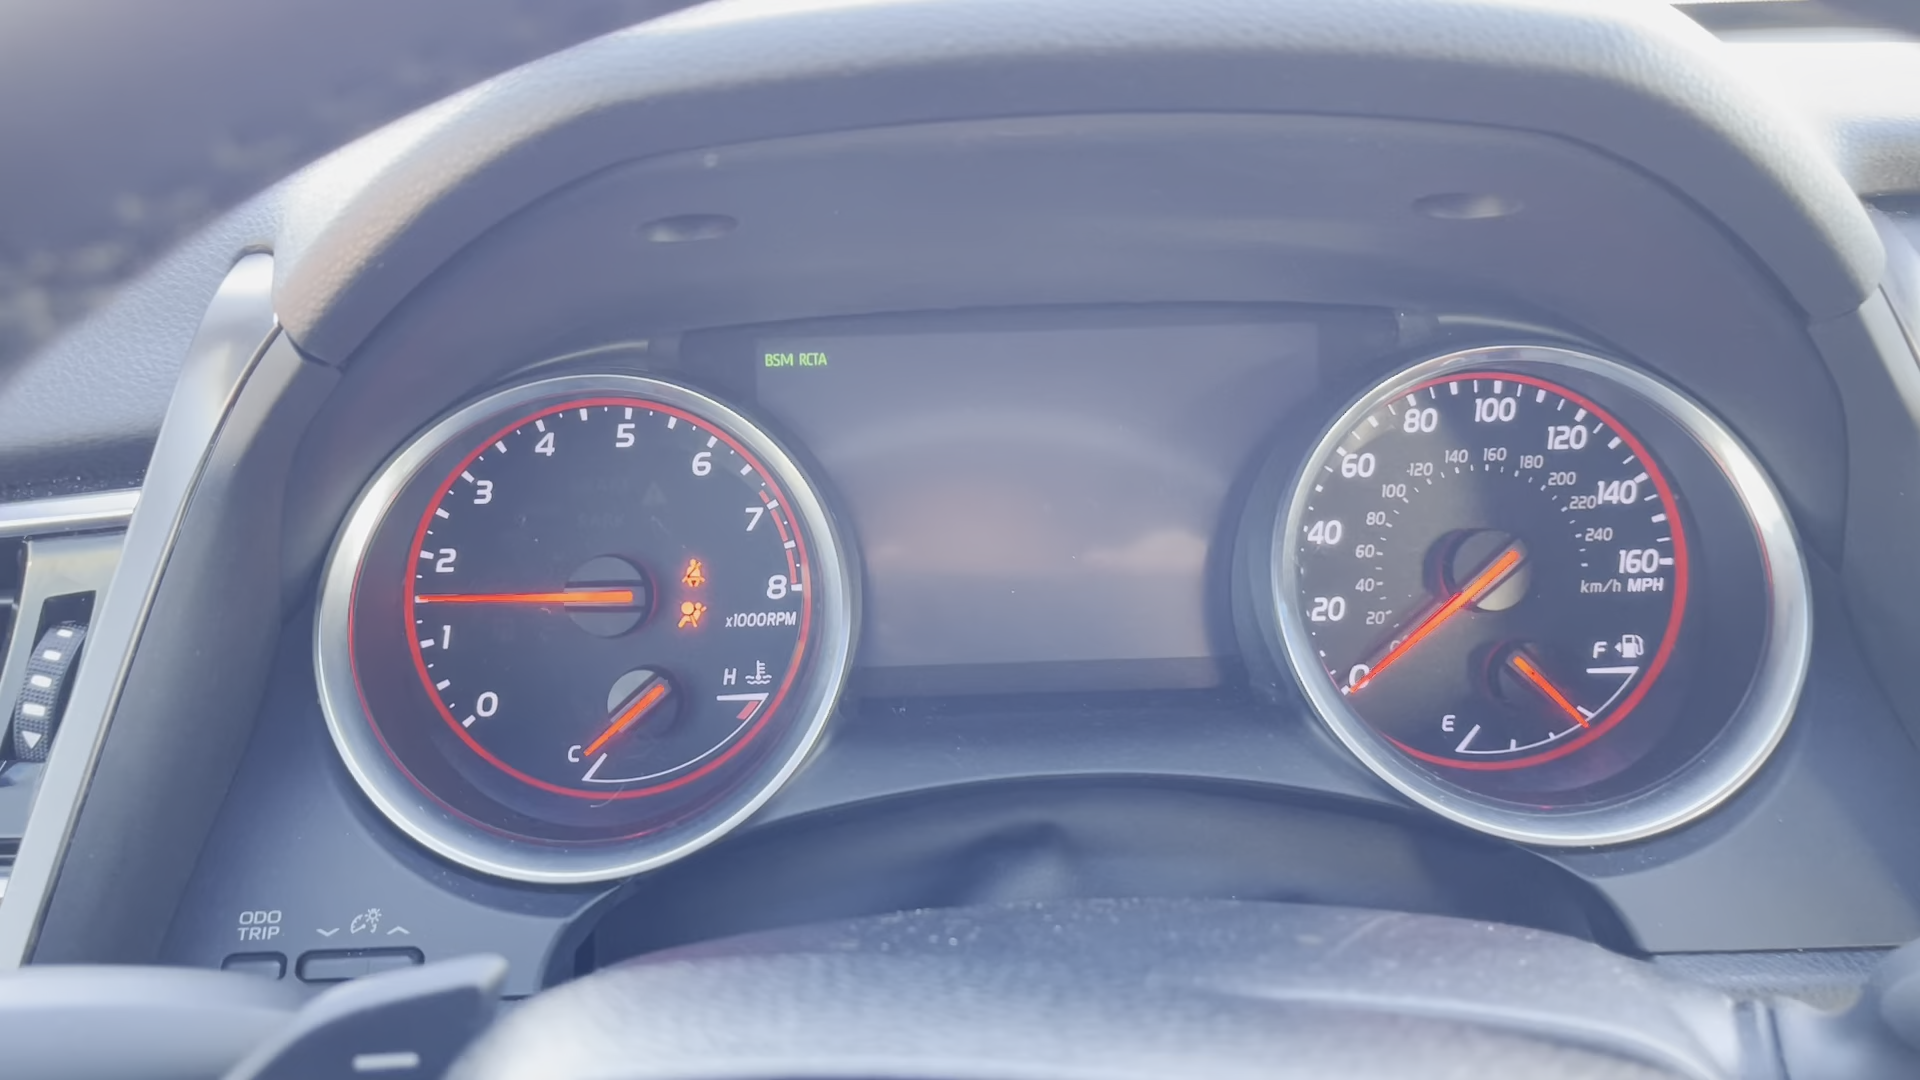 BSM RCTA
0 1 2 3 4 5 6 7 8
x1000RPM
H
C
0 20 40 60 80 100 120 140 160
20 40 60 80 100 120 140 160 180 200 220 240
km/h MPH
F
E
ODO
TRIP